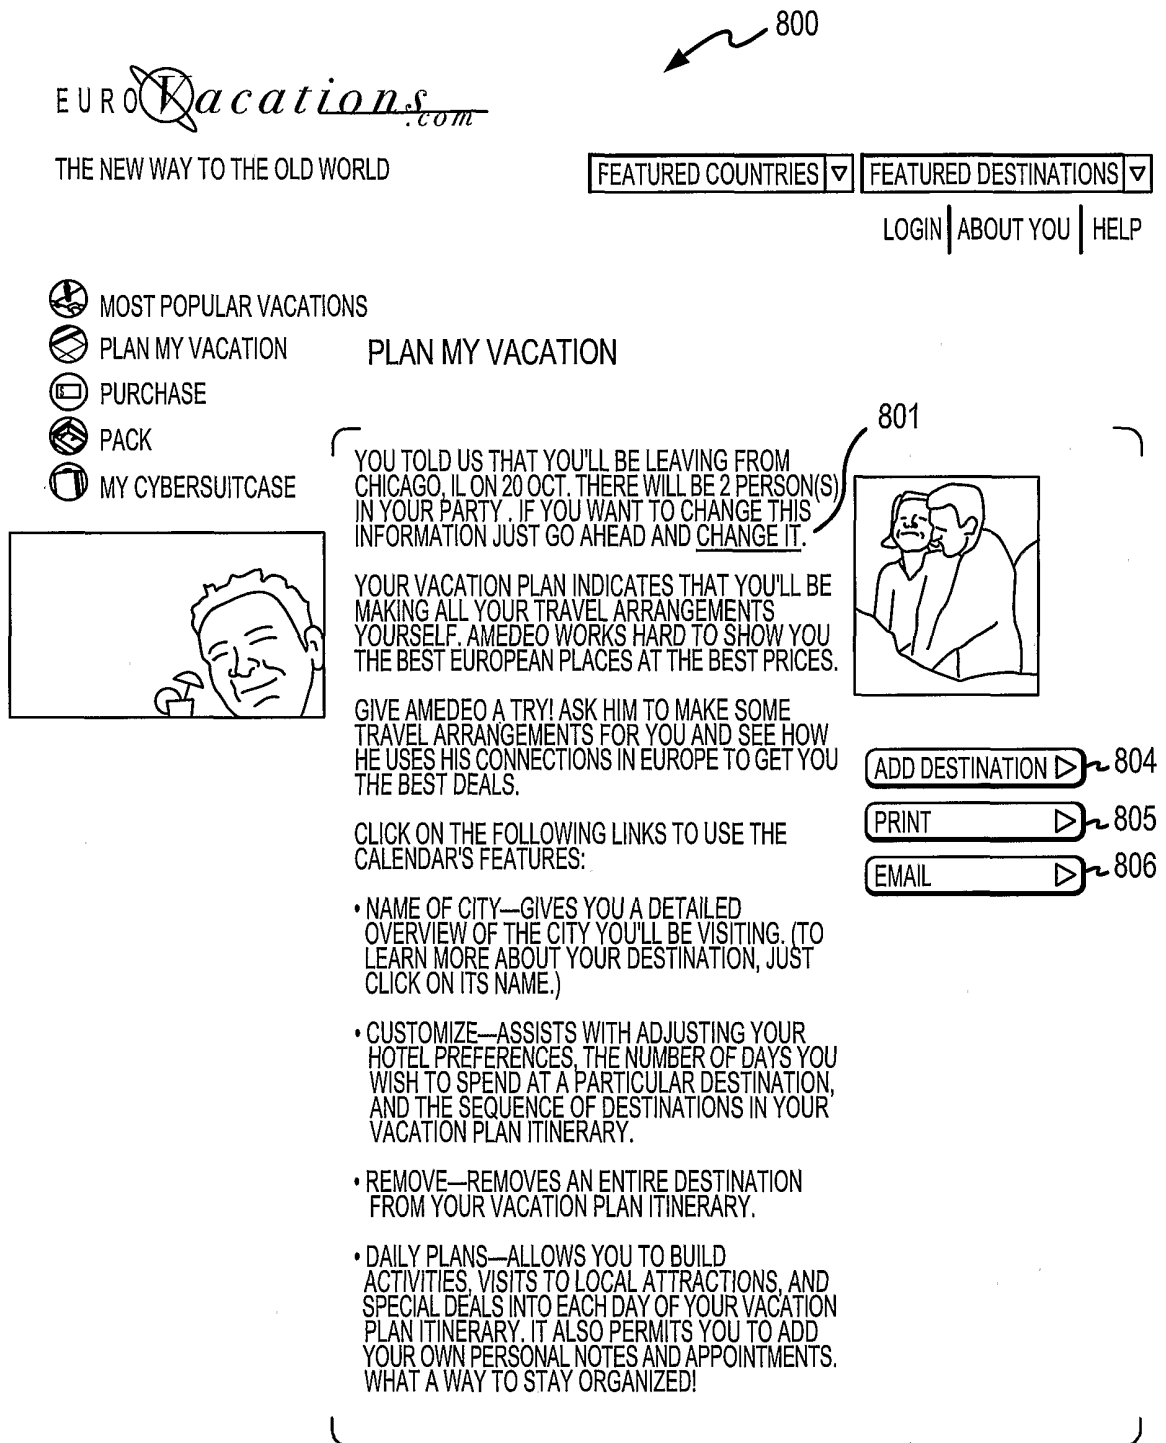 800
EURO Vacations.com
THE NEW WAY TO THE OLD WORLD
FEATURED COUNTRIES
FEATURED DESTINATIONS
LOGIN ABOUT YOU HELP
MOST POPULAR VACATIONS
PLAN MY VACATION
PURCHASE
PACK
MY CYBERSUITCASE
PLAN MY VACATION
801
YOU TOLD US THAT YOU'LL BE LEAVING FROM
CHICAGO, IL ON 20 OCT. THERE WILL BE 2 PERSON(S)
IN YOUR PARTY . IF YOU WANT TO CHANGE THIS
INFORMATION JUST GO AHEAD AND CHANGE IT.
YOUR VACATION PLAN INDICATES THAT YOU'LL BE
MAKING ALL YOUR TRAVEL ARRANGEMENTS
YOURSELF. AMEDEO WORKS HARD TO SHOW YOU
THE BEST EUROPEAN PLACES AT THE BEST PRICES.
GIVE AMEDEO A TRY! ASK HIM TO MAKE SOME
TRAVEL ARRANGEMENTS FOR YOU AND SEE HOW
HE USES HIS CONNECTIONS IN EUROPE TO GET YOU
THE BEST DEALS.
CLICK ON THE FOLLOWING LINKS TO USE THE
CALENDAR'S FEATURES:
• NAME OF CITY—GIVES YOU A DETAILED
OVERVIEW OF THE CITY YOU'LL BE VISITING. (TO
LEARN MORE ABOUT YOUR DESTINATION, JUST
CLICK ON ITS NAME.)
• CUSTOMIZE—ASSISTS WITH ADJUSTING YOUR
HOTEL PREFERENCES, THE NUMBER OF DAYS YOU
WISH TO SPEND AT A PARTICULAR DESTINATION,
AND THE SEQUENCE OF DESTINATIONS IN YOUR
VACATION PLAN ITINERARY.
• REMOVE—REMOVES AN ENTIRE DESTINATION
FROM YOUR VACATION PLAN ITINERARY.
• DAILY PLANS—ALLOWS YOU TO BUILD
ACTIVITIES, VISITS TO LOCAL ATTRACTIONS, AND
SPECIAL DEALS INTO EACH DAY OF YOUR VACATION
PLAN ITINERARY. IT ALSO PERMITS YOU TO ADD
YOUR OWN PERSONAL NOTES AND APPOINTMENTS.
WHAT A WAY TO STAY ORGANIZED!
ADD DESTINATION 804
PRINT 805
EMAIL 806